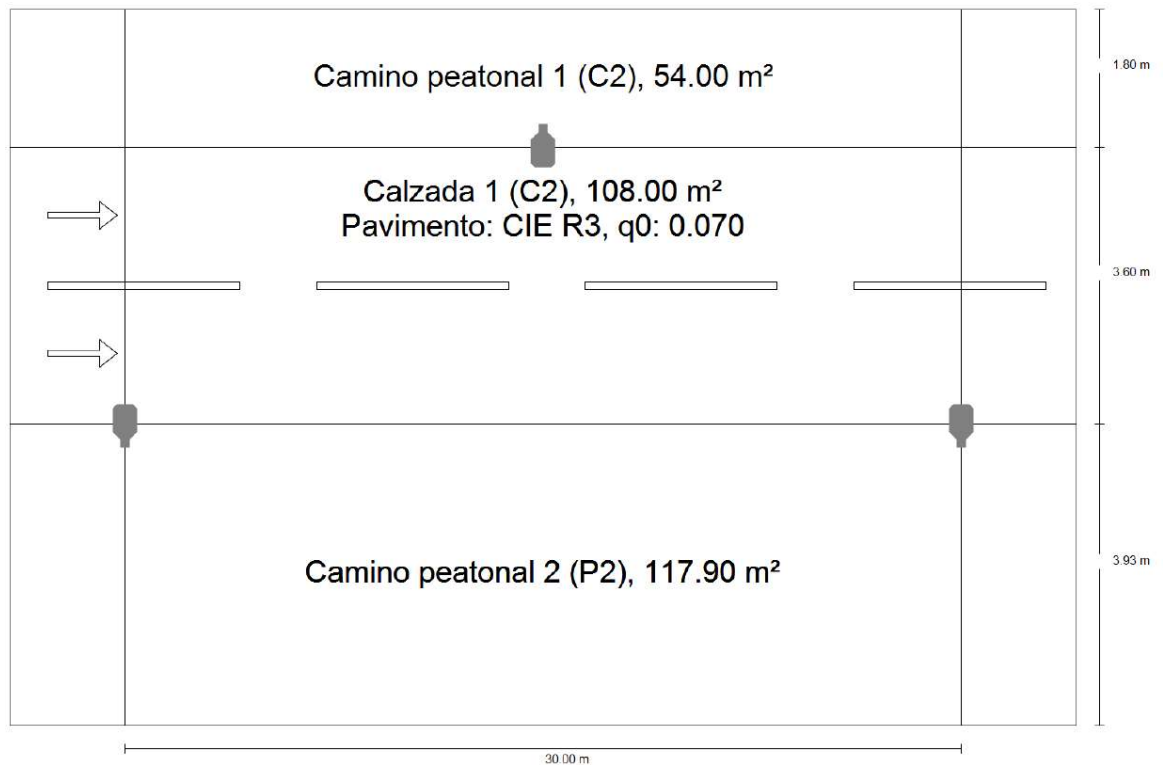 Camino peatonal 1 (C2), 54.00 m²
1.80 m
Calzada 1 (C2), 108.00 m²
Pavimento: CIE R3, q0: 0.070
3.60 m
Camino peatonal 2 (P2), 117.90 m²
3.93 m
30.00 m